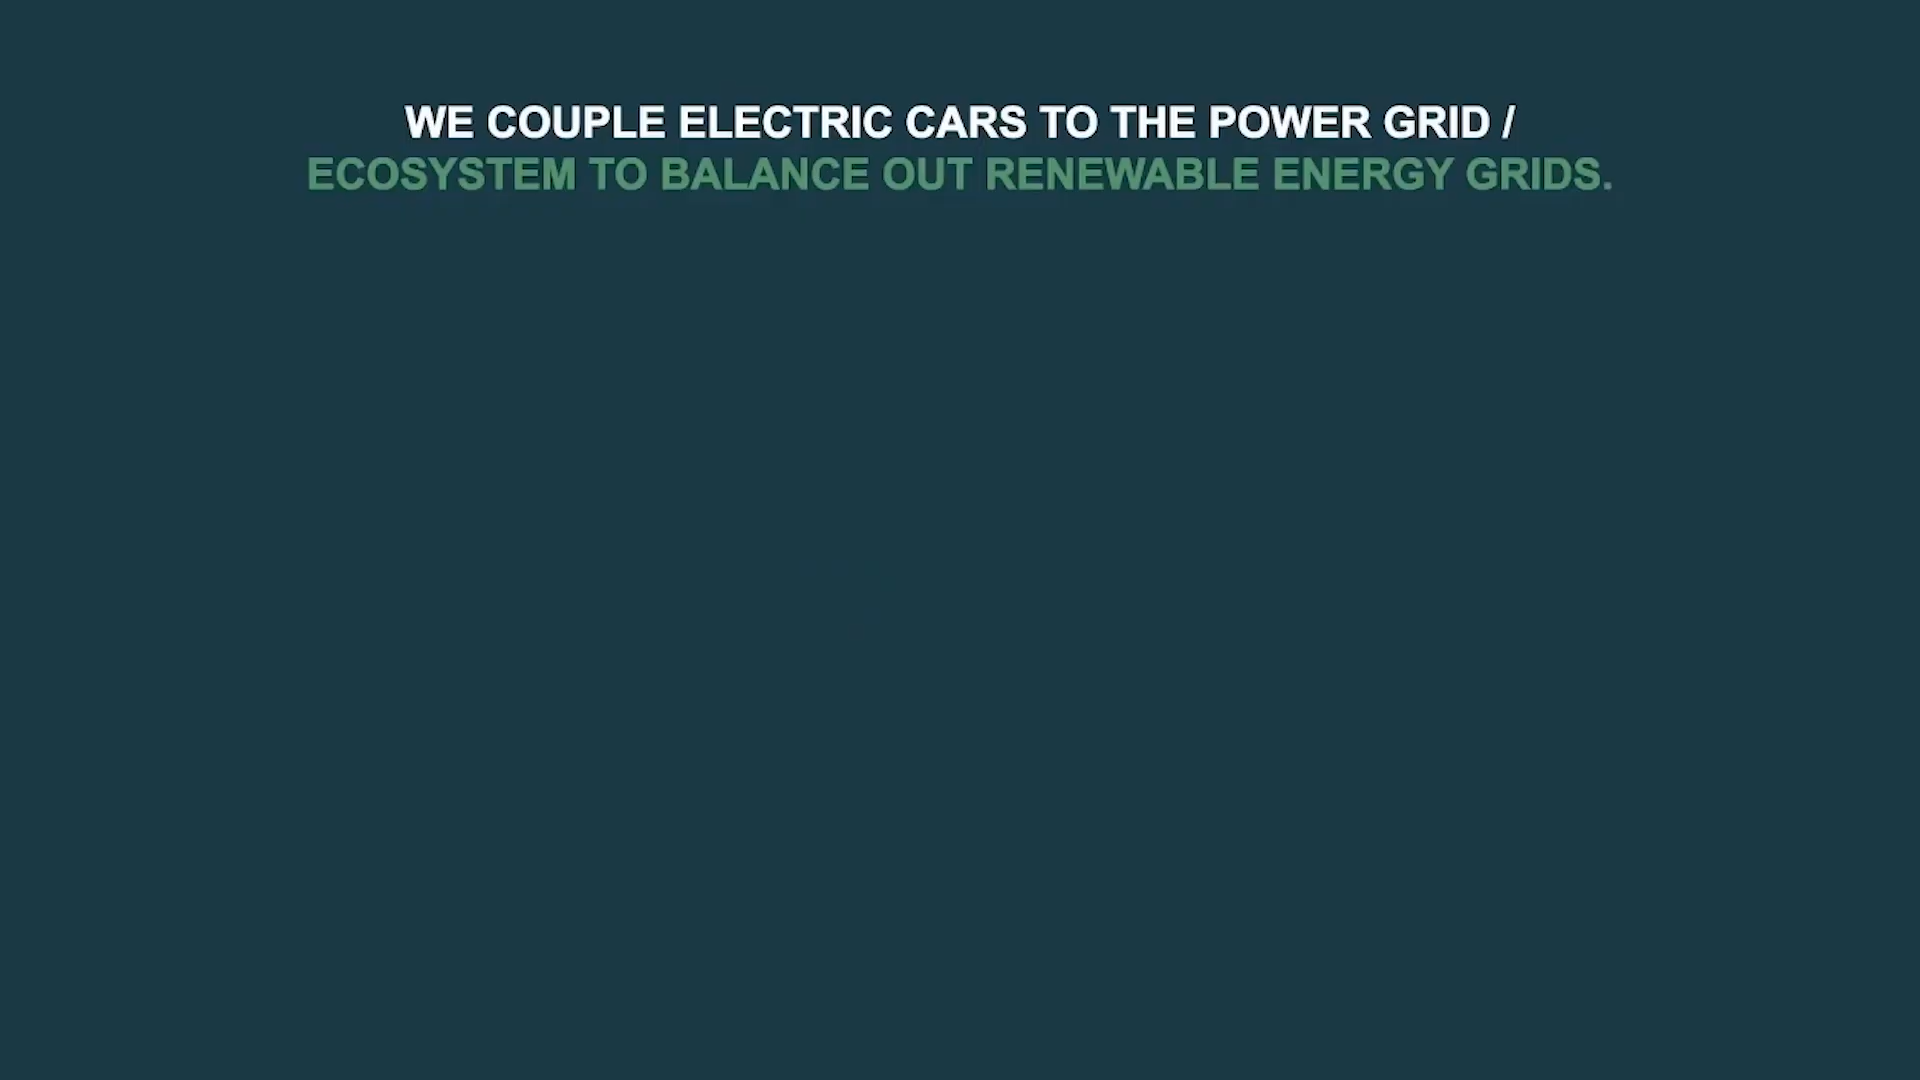 WE COUPLE ELECTRIC CARS TO THE POWER GRID /
ECOSYSTEM TO BALANCE OUT RENEWABLE ENERGY GRIDS.